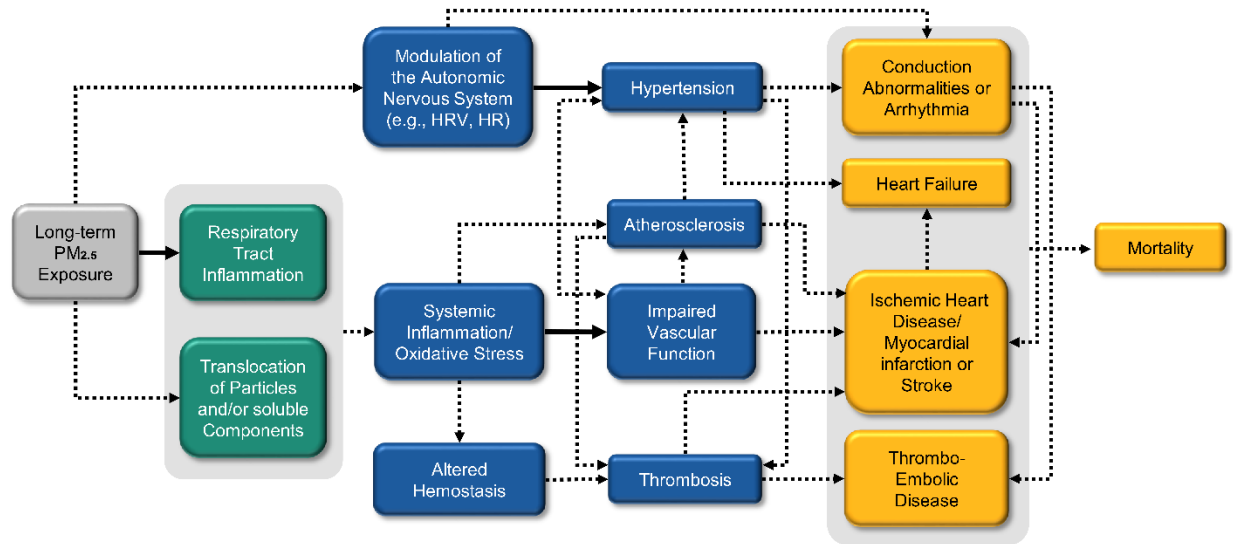 Modulation of
the Autonomic
Nervous System
(e.g., HRV, HR)
Hypertension
Conduction
Abnormalities or
Arrhythmia
Heart Failure
Long-term
PM₂.₅
Exposure
Respiratory
Tract
Inflammation
Atherosclerosis
Mortality
Systemic
Inflammation/
Oxidative Stress
Impaired
Vascular
Function
Ischemic Heart
Disease/
Myocardial
infarction or
Stroke
Translocation
of Particles
and/or soluble
Components
Altered
Hemostasis
Thrombosis
Thrombo-
Embolic
Disease